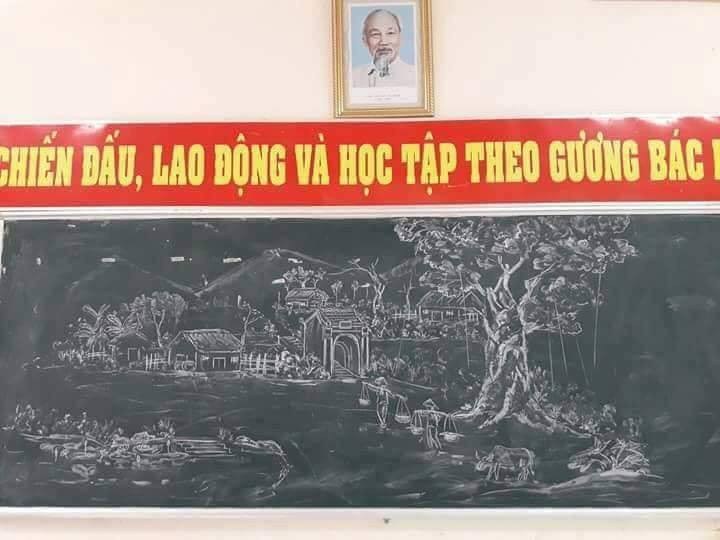 CHIẾN ĐẤU, LAO ĐỘNG VÀ HỌC TẬP THEO GƯƠNG BÁC